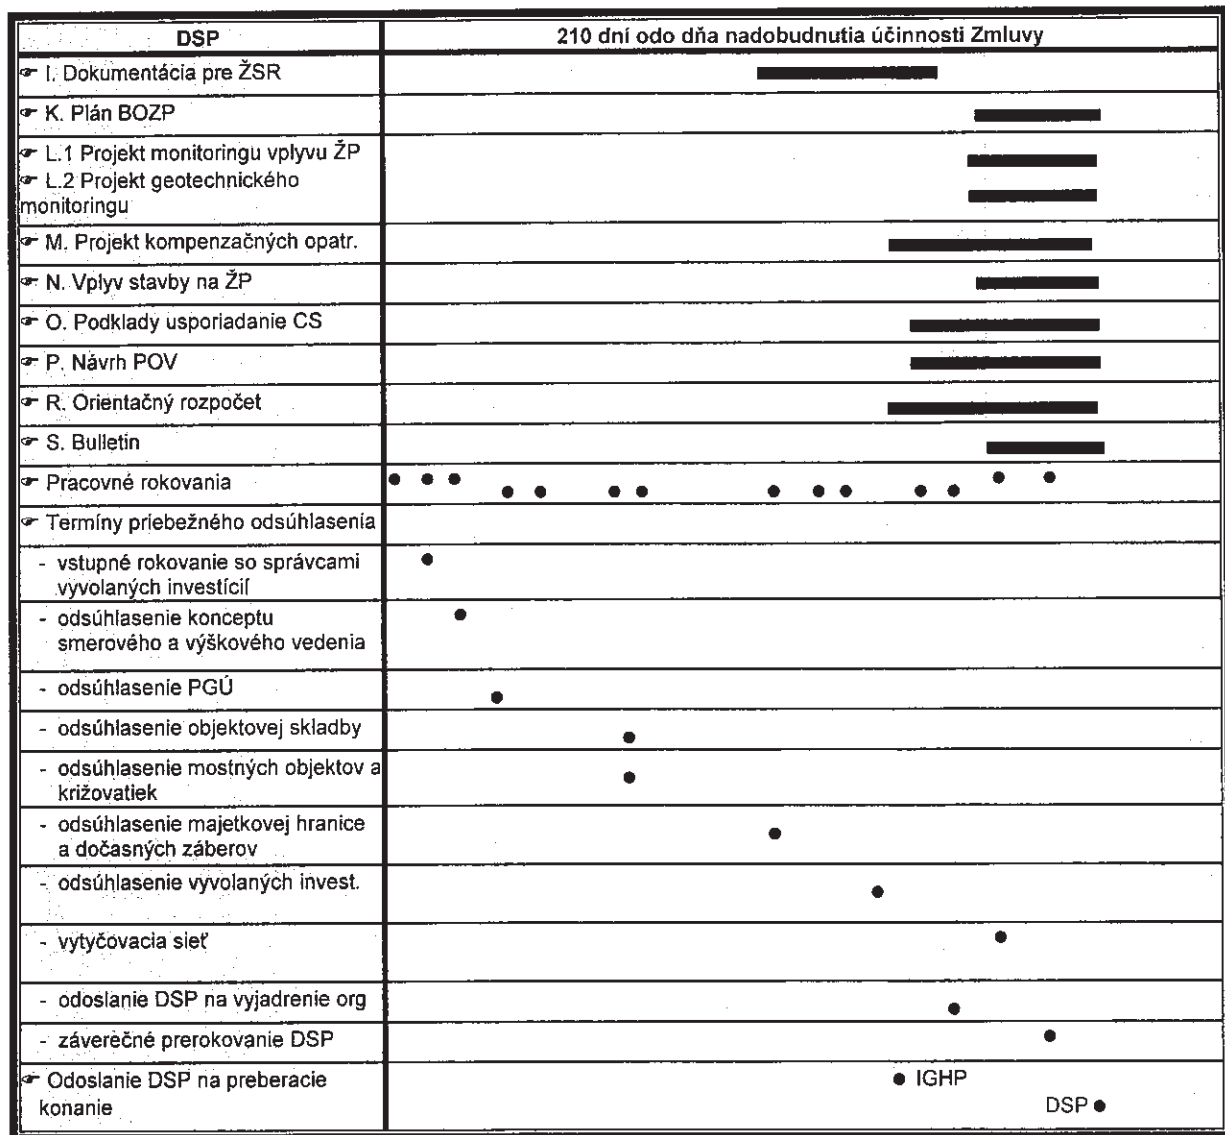 DSP
210 dní odo dňa nadobudnutia účinnosti Zmluvy
☞ I. Dokumentácia pre ŽSR
☞ K. Plán BOZP
☞ L.1 Projekt monitoringu vplyvu ŽP
☞ L.2 Projekt geotechnického
monitoringu
☞ M. Projekt kompenzačných opatr.
☞ N. Vplyv stavby na ŽP
☞ O. Podklady usporiadanie CS
☞ P. Návrh POV
☞ R. Orientačný rozpočet
☞ S. Bulletin
☞ Pracovné rokovania
☞ Termíny priebežného odsúhlasenia
- vstupné rokovanie so správcami
vyvolaných investícií
- odsúhlasenie konceptu
smerového a výškového vedenia
- odsúhlasenie PGÚ
- odsúhlasenie objektovej skladby
- odsúhlasenie mostných objektov a
križovatiek
- odsúhlasenie majetkovej hranice
a dočasných záberov
- odsúhlasenie vyvolaných invest.
- vytyčovacia sieť
- odoslanie DSP na vyjadrenie org
- záverečné prerokovanie DSP
☞ Odoslanie DSP na preberacie
konanie
IGHP
DSP